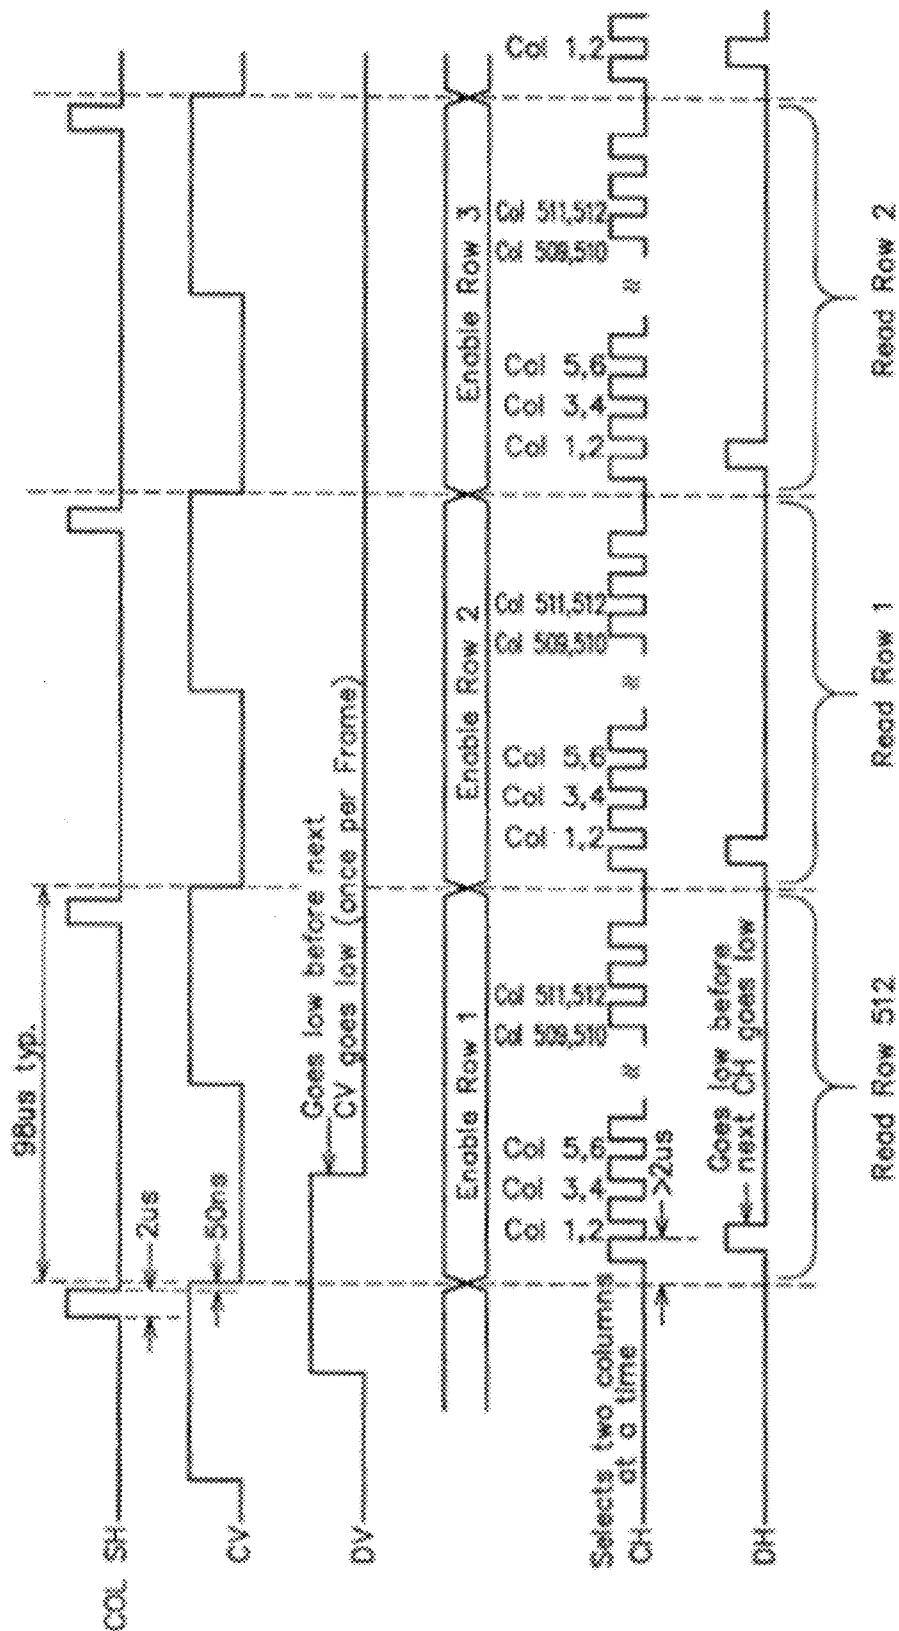 98us typ.
2us
50ns
COL SH
CV
Goes low before next
CV goes low (once per Frame)
DV
Enable Row 1
Enable Row 2
Enable Row 3
Selects two columns
at a time
Col 1,2
Col 3,4
Col 5,6
Col 509,510
Col 511,512
Col 1,2
Col 3,4
Col 5,6
Col 509,510
Col 511,512
Col 1,2
Col 3,4
Col 5,6
Col 509,510
Col 511,512
Col 1,2
CH
>2us
Goes low before
next CH goes low
DH
Read Row 512
Read Row 1
Read Row 2